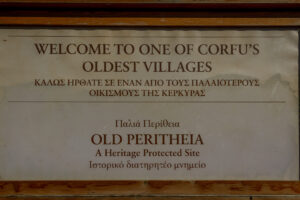 WELCOME TO ONE OF CORFU'S
OLDEST VILLAGES
ΚΑΛΩΣ ΗΡΘΑΤΕ ΣΕ ΕΝΑΝ ΑΠΟ ΤΟΥΣ ΠΑΛΑΙΟΤΕΡΟΥΣ
ΟΙΚΙΣΜΟΥΣ ΤΗΣ ΚΕΡΚΥΡΑΣ
Παλιά Περίθεια
OLD PERITHEIA
A Heritage Protected Site
Ιστορικό διατηρητέο μνημείο